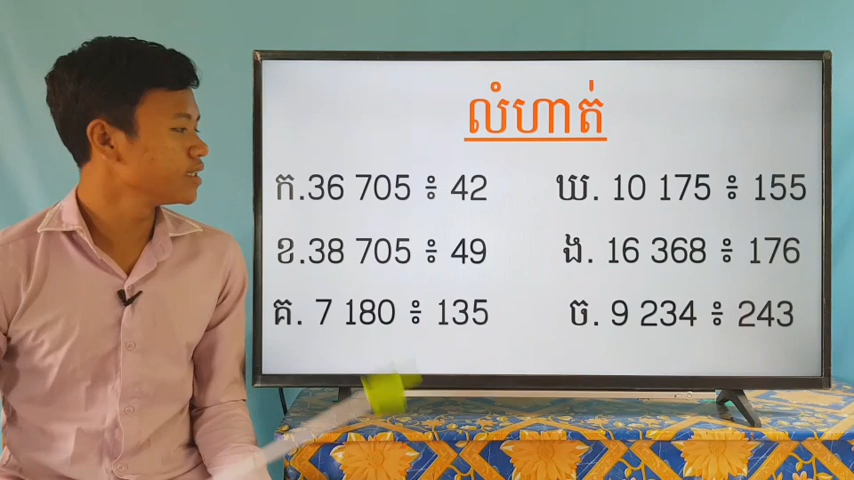 លំហាត់
ក.36 705 ÷ 42
ខ.38 705 ÷ 49
គ. 7 180 ÷ 135
ឃ. 10 175 ÷ 155
ង. 16 368 ÷ 176
ច. 9 234 ÷ 243